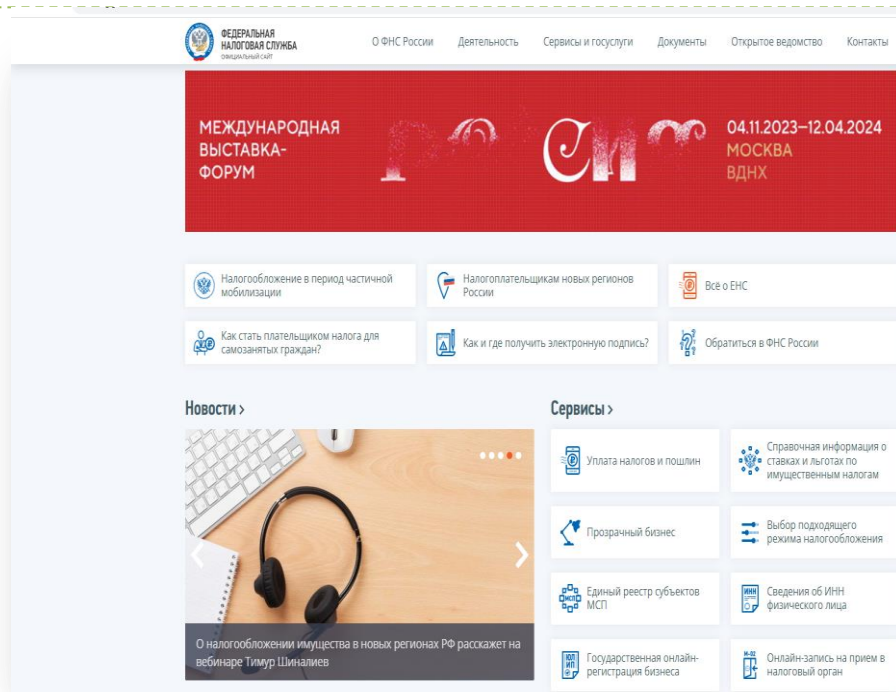 ФЕДЕРАЛЬНАЯ
НАЛОГОВАЯ СЛУЖБА
ОФИЦИАЛЬНЫЙ САЙТ
О ФНС России Деятельность Сервисы и госуслуги Документы Открытое ведомство Контакты
МЕЖДУНАРОДНАЯ
ВЫСТАВКА-
ФОРУМ
04.11.2023–12.04.2024
МОСКВА
ВДНХ
Налогообложение в период частичной
мобилизации
Налогоплательщикам новых регионов
России
Всё о ЕНС
Как стать плательщиком налога для
самозанятых граждан?
Как и где получить электронную подпись?
Обратиться в ФНС России
Новости >
О налогообложении имущества в новых регионах РФ расскажет на
вебинаре Тимур Шиналиев
Сервисы >
Уплата налогов и пошлин
Справочная информация о
ставках и льготах по
имущественным налогам
Прозрачный бизнес
Выбор подходящего
режима налогообложения
МСП
Единый реестр субъектов
МСП
ИНН
Сведения об ИНН
физического лица
ЮЛ
ИП
Государственная онлайн-
регистрация бизнеса
Онлайн-запись на прием в
налоговый орган